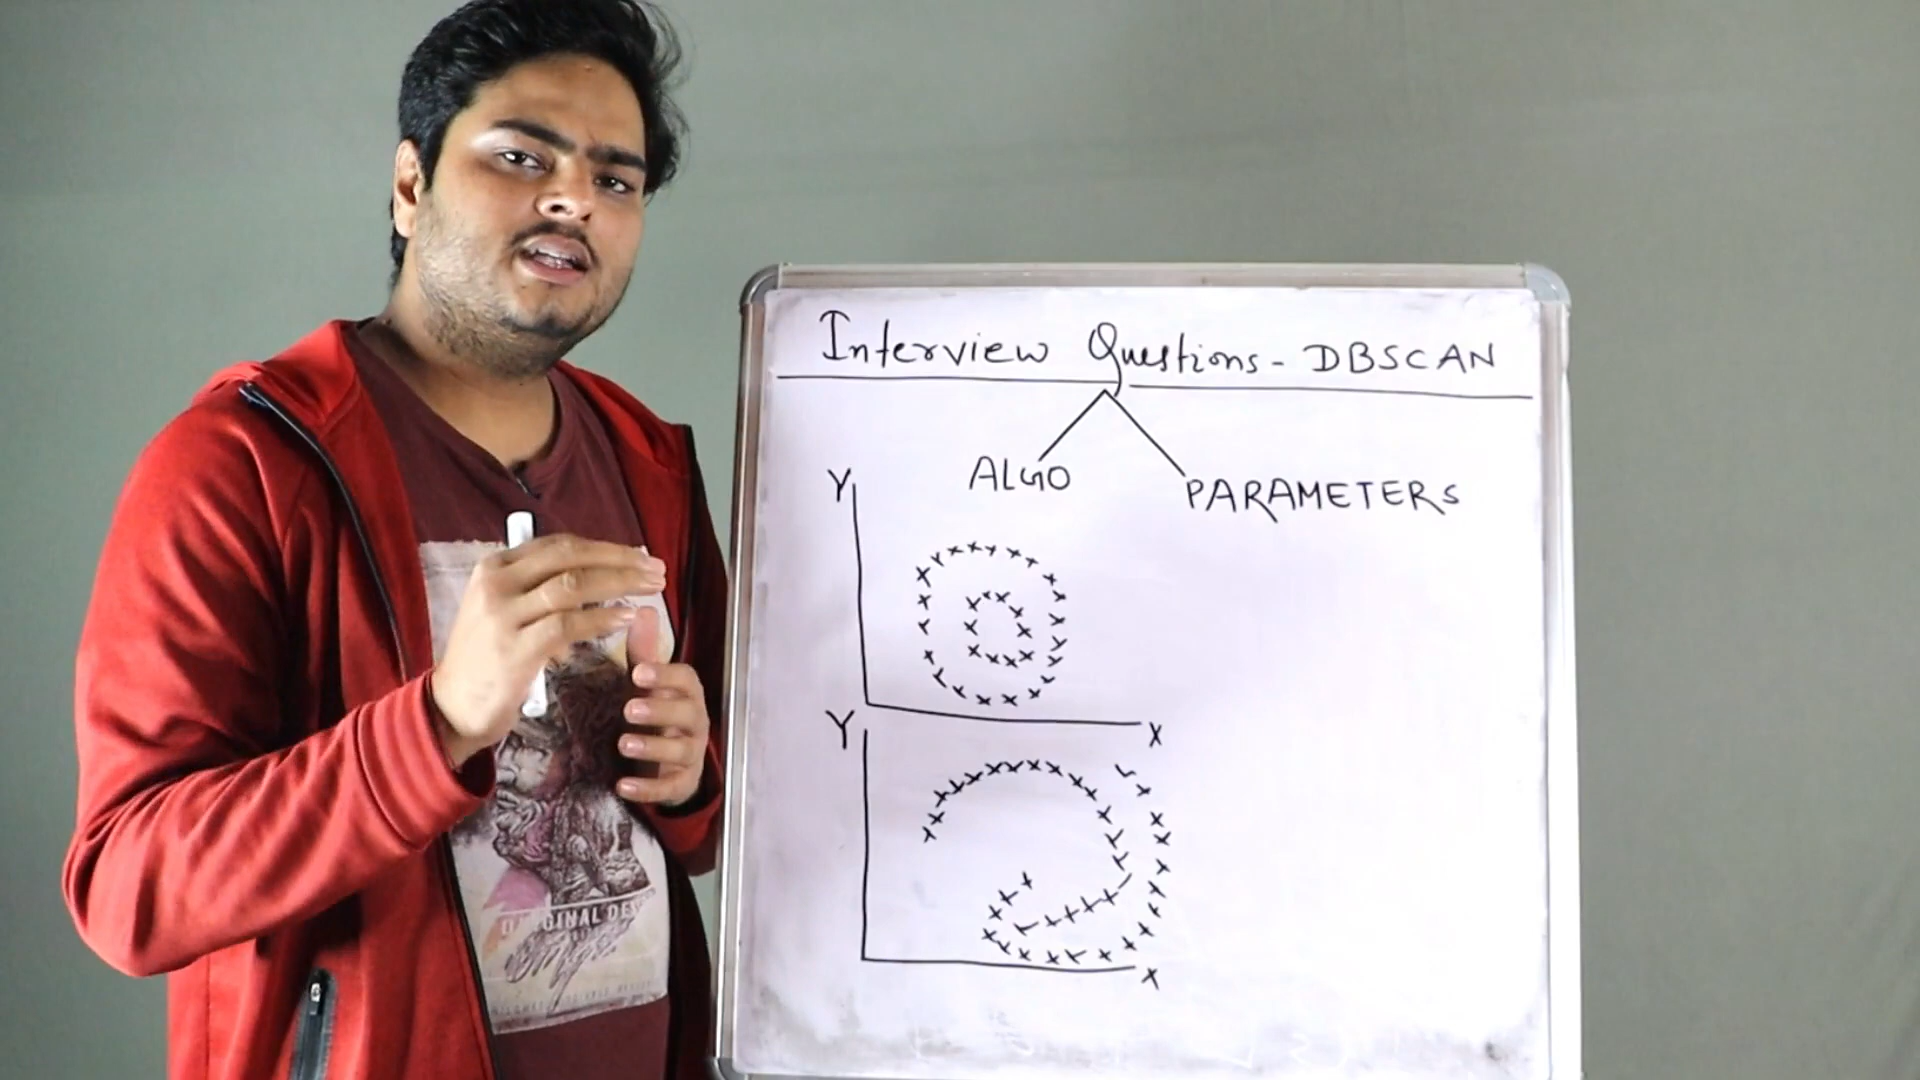 Interview Questions - DBSCAN
ALGO
PARAMETERS
Y
X
Y
X